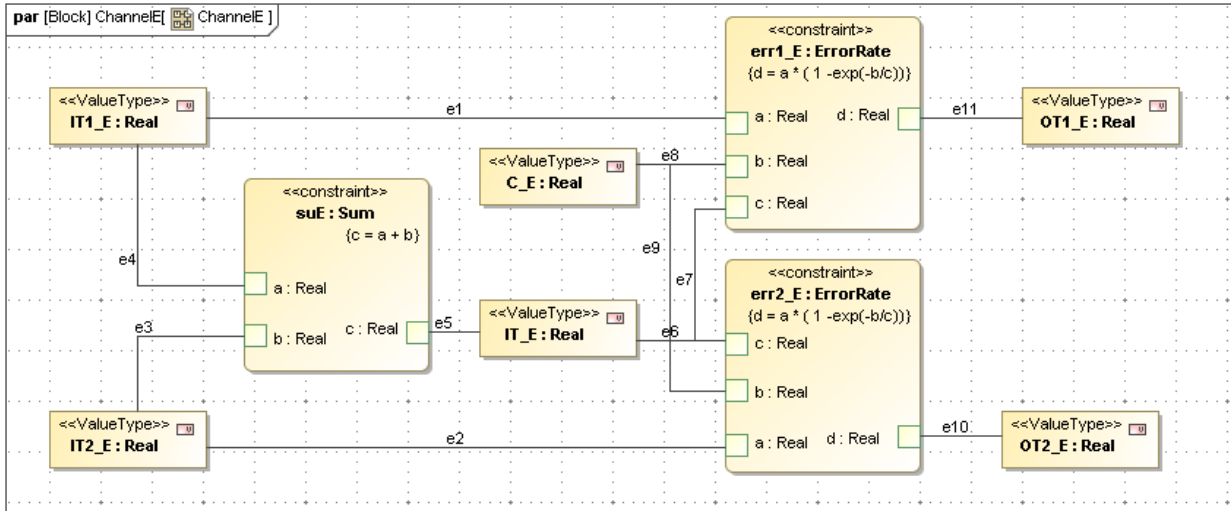 par [Block] ChannelE[ ChannelE ]
<<constraint>>
err1_E : ErrorRate
{d = a * ( 1 -exp(-b/c))}
a : Real
d : Real
b : Real
c : Real
<<ValueType>>
IT1_E : Real
e1
e11
<<ValueType>>
OT1_E : Real
<<ValueType>>
C_E : Real
e8
<<constraint>>
suE : Sum
{c = a + b}
a : Real
b : Real
c : Real
e4
e3
e5
e9
e7
<<ValueType>>
IT_E : Real
e6
<<constraint>>
err2_E : ErrorRate
{d = a * ( 1 -exp(-b/c))}
c : Real
b : Real
a : Real
d : Real
<<ValueType>>
IT2_E : Real
e2
e10
<<ValueType>>
OT2_E : Real